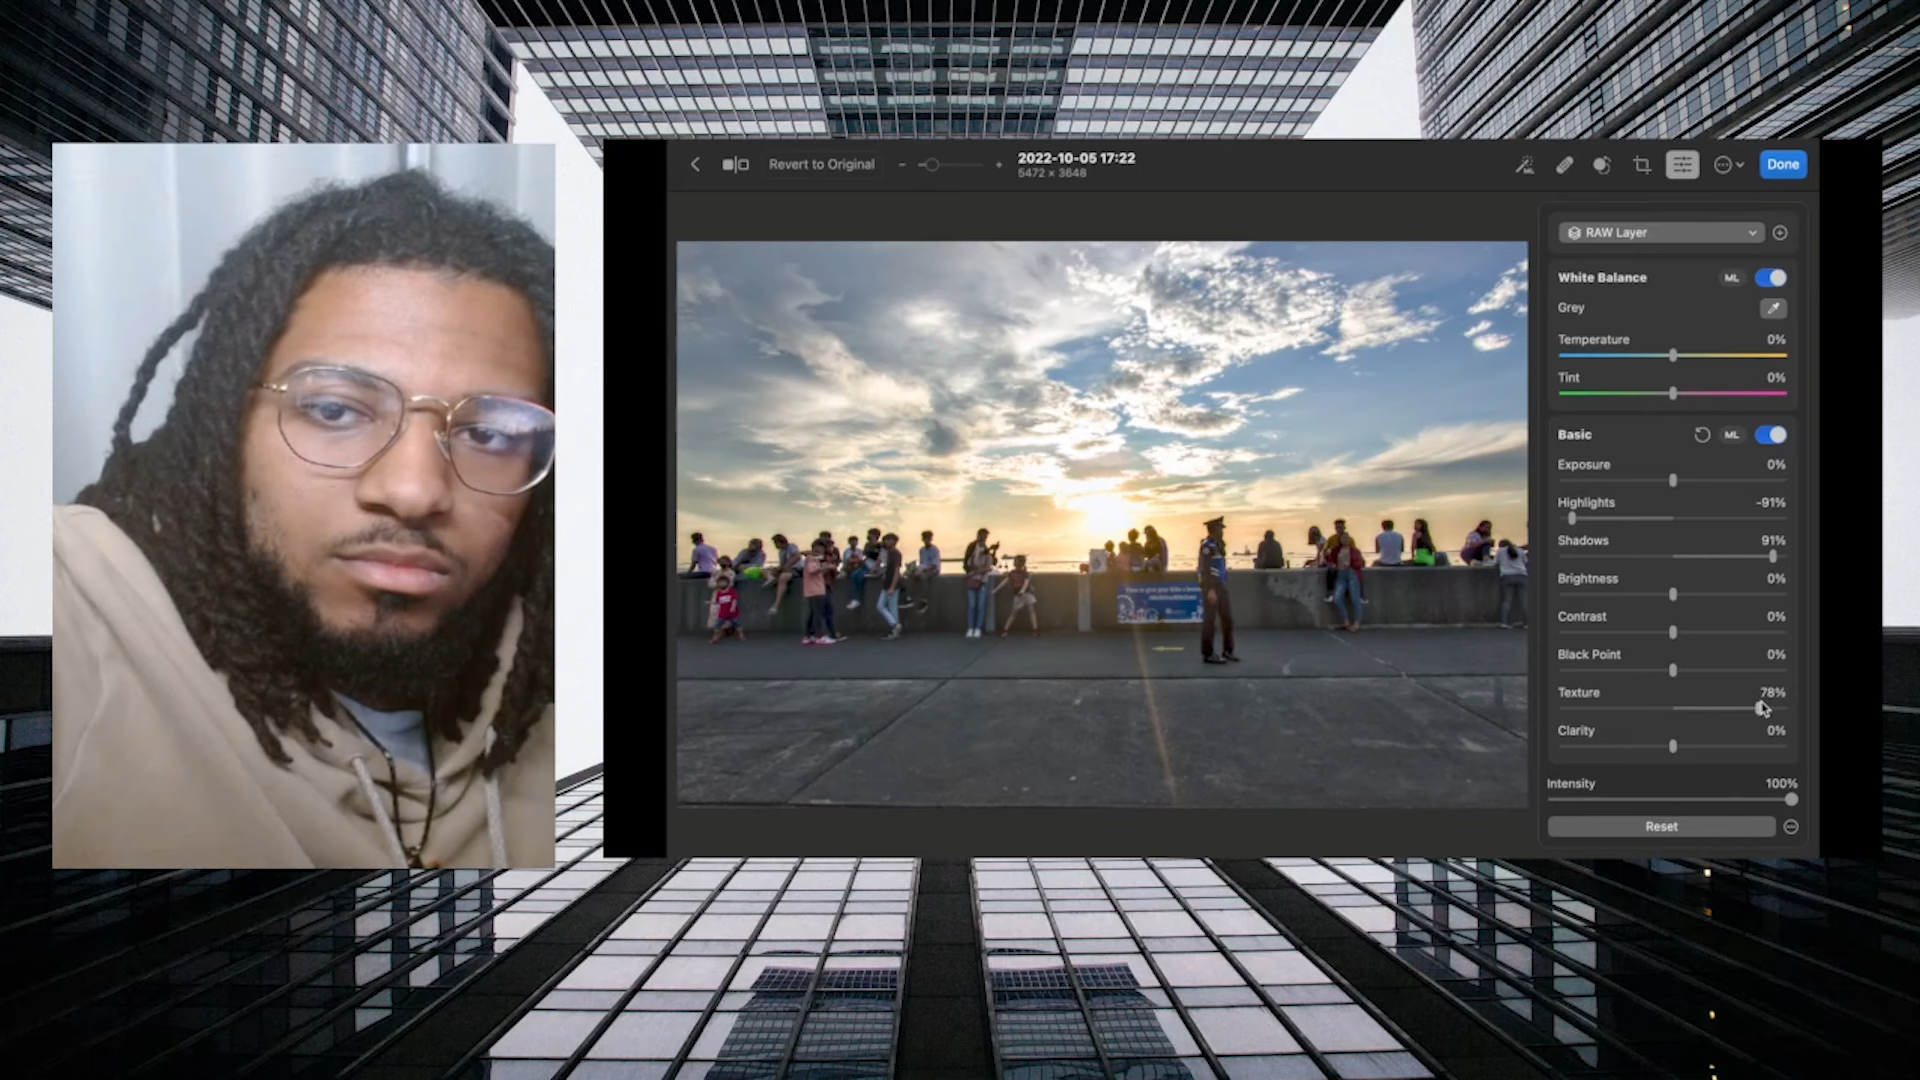 Revert to Original
2022-10-05 17:22
5472 × 3648
Done
RAW Layer
White Balance ML
Grey
Temperature 0%
Tint 0%
Basic ML
Exposure 0%
Highlights -91%
Shadows 91%
Brightness 0%
Contrast 0%
Black Point 0%
Texture 78%
Clarity 0%
Intensity 100%
Reset